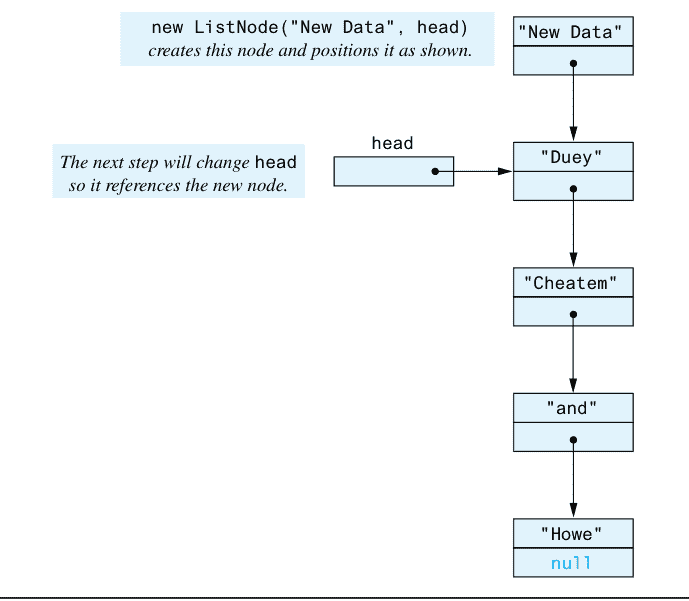 new ListNode("New Data", head)
creates this node and positions it as shown.
"New Data"
head
The next step will change head
so it references the new node.
"Duey"
"Cheatem"
"and"
"Howe"
null